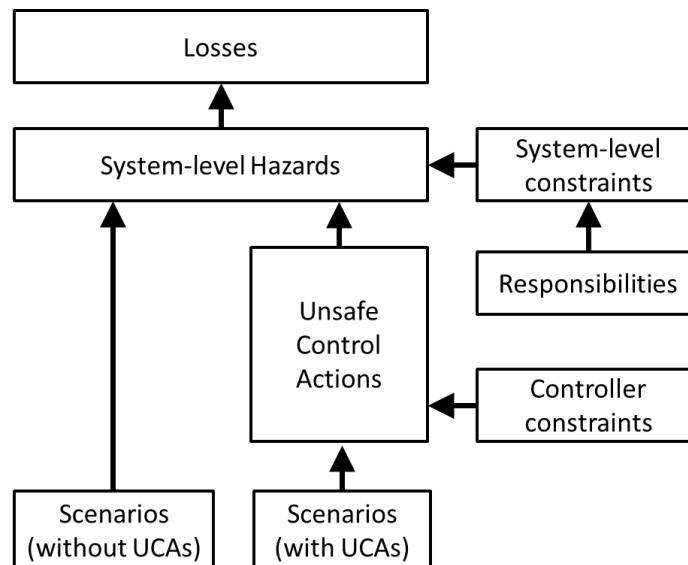 Losses
System-level Hazards
System-level
constraints
Responsibilities
Unsafe
Control
Actions
Controller
constraints
Scenarios
(without UCAs)
Scenarios
(with UCAs)